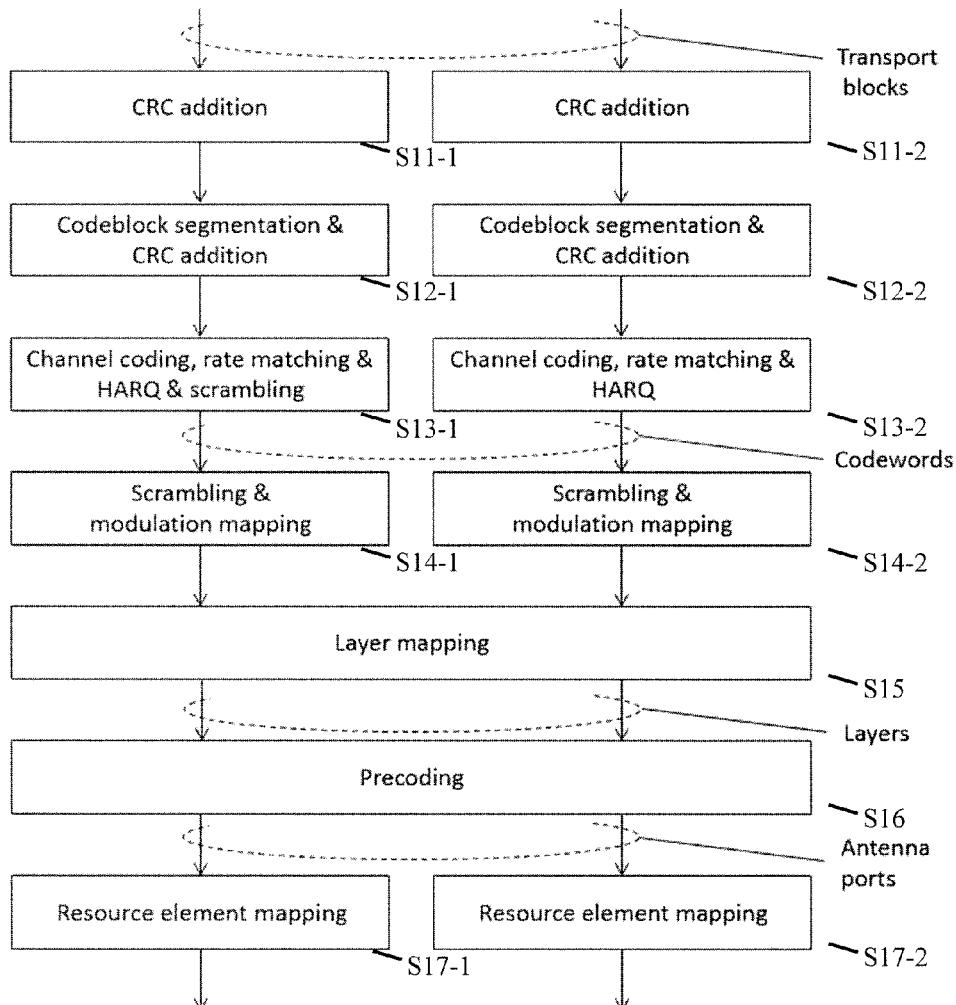 Transport
blocks
CRC addition
CRC addition
S11-1
S11-2
Codeblock segmentation &
CRC addition
Codeblock segmentation &
CRC addition
S12-1
S12-2
Channel coding, rate matching &
HARQ & scrambling
Channel coding, rate matching &
HARQ
S13-1
S13-2
Codewords
Scrambling &
modulation mapping
Scrambling &
modulation mapping
S14-1
S14-2
Layer mapping
S15
Layers
Precoding
S16
Antenna
ports
Resource element mapping
Resource element mapping
S17-1
S17-2